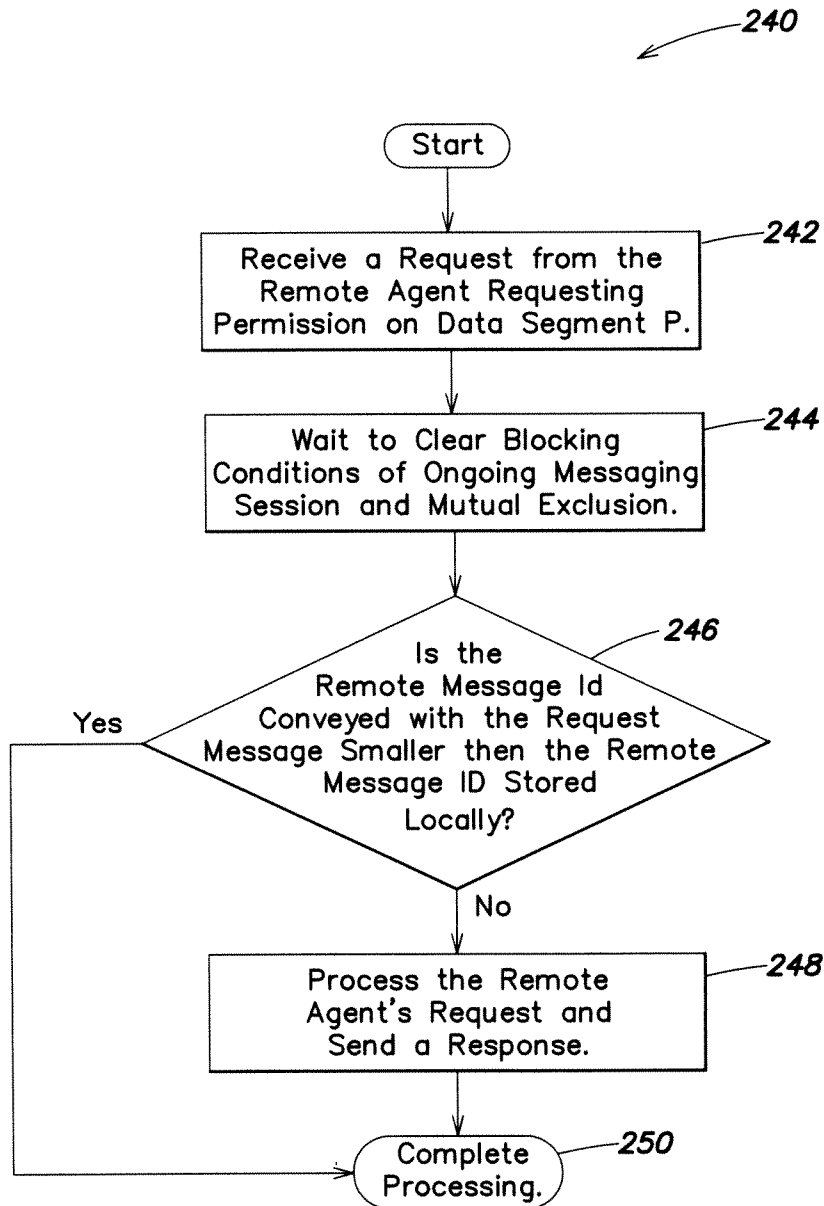 240
Start
242
Receive a Request from the
Remote Agent Requesting
Permission on Data Segment P.
244
Wait to Clear Blocking
Conditions of Ongoing Messaging
Session and Mutual Exclusion.
246
Is the
Remote Message Id
Conveyed with the Request
Message Smaller then the Remote
Message ID Stored
Locally?
Yes
No
248
Process the Remote
Agent's Request and
Send a Response.
250
Complete
Processing.